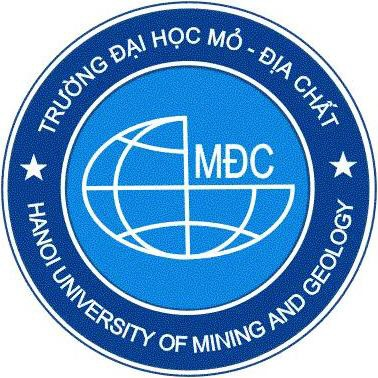 TRƯỜNG ĐẠI HỌC MỎ - ĐỊA CHẤT
MĐC
HANOI UNIVERSITY OF MINING AND GEOLOGY